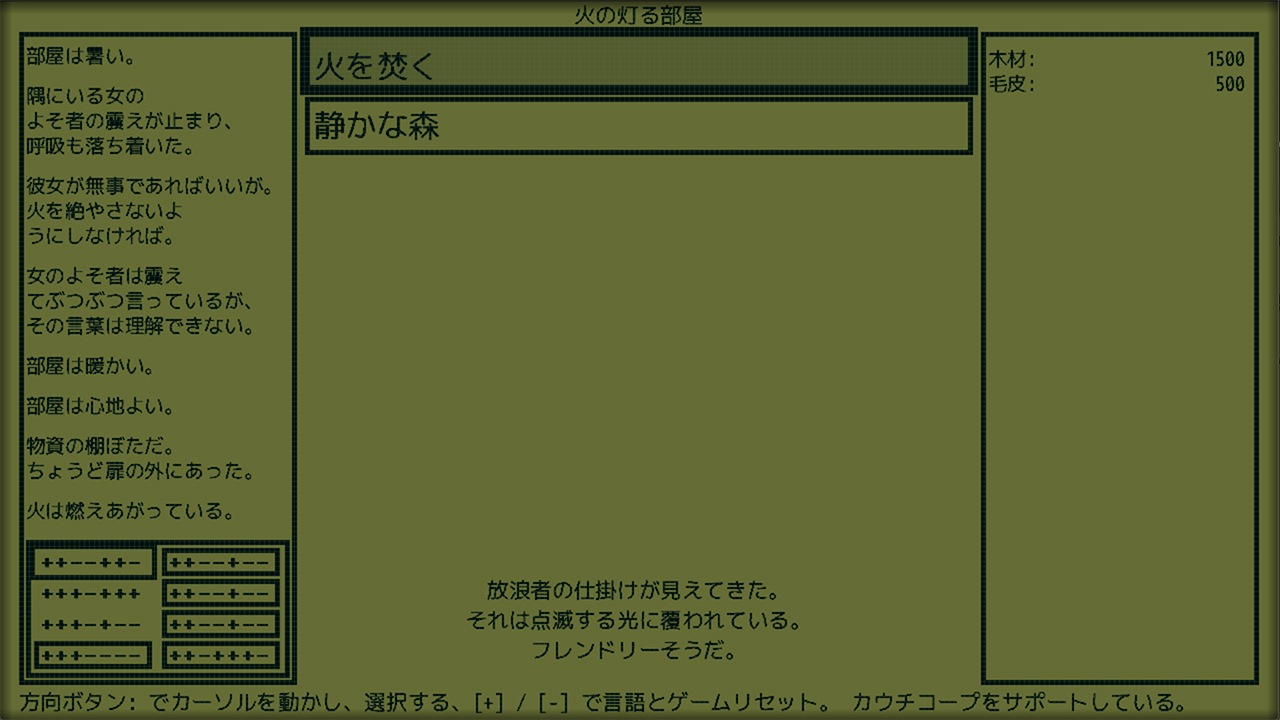 火の灯る部屋
部屋は暑い。
隅にいる女の
よそ者の震えが止まり、
呼吸も落ち着いた。
彼女が無事であればいいが。
火を絶やさないよ
うにしなければ。
女のよそ者は震え
てぶつぶつ言っているが、
その言葉は理解できない。
部屋は暖かい。
部屋は心地よい。
物資の棚ぼただ。
ちょうど扉の外にあった。
火は燃えあがっている。
++--++- ++--+--
+++-+++ ++--+--
+++-+-- ++--+--
+++---- ++-+++-
火を焚く
静かな森
放浪者の仕掛けが見えてきた。
それは点滅する光に覆われている。
フレンドリーそうだ。
木材: 1500
毛皮: 500
方向ボタン: でカーソルを動かし、選択する、[+] / [-] で言語とゲームリセット。 カウチコープをサポートしている。